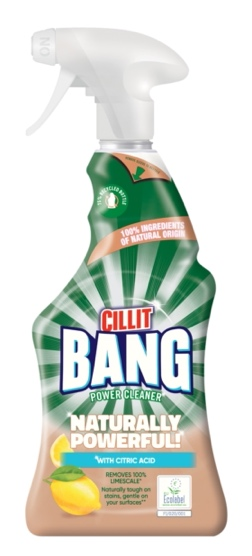 NO
100% INGREDIENTS
OF NATURAL ORIGIN
CILLIT
BANG
POWER CLEANER
NATURALLY
POWERFUL!
*WITH CITRIC ACID
REMOVES 100%
LIMESCALE*
Naturally tough on
stains, gentle on
your surfaces**
Ecolabel